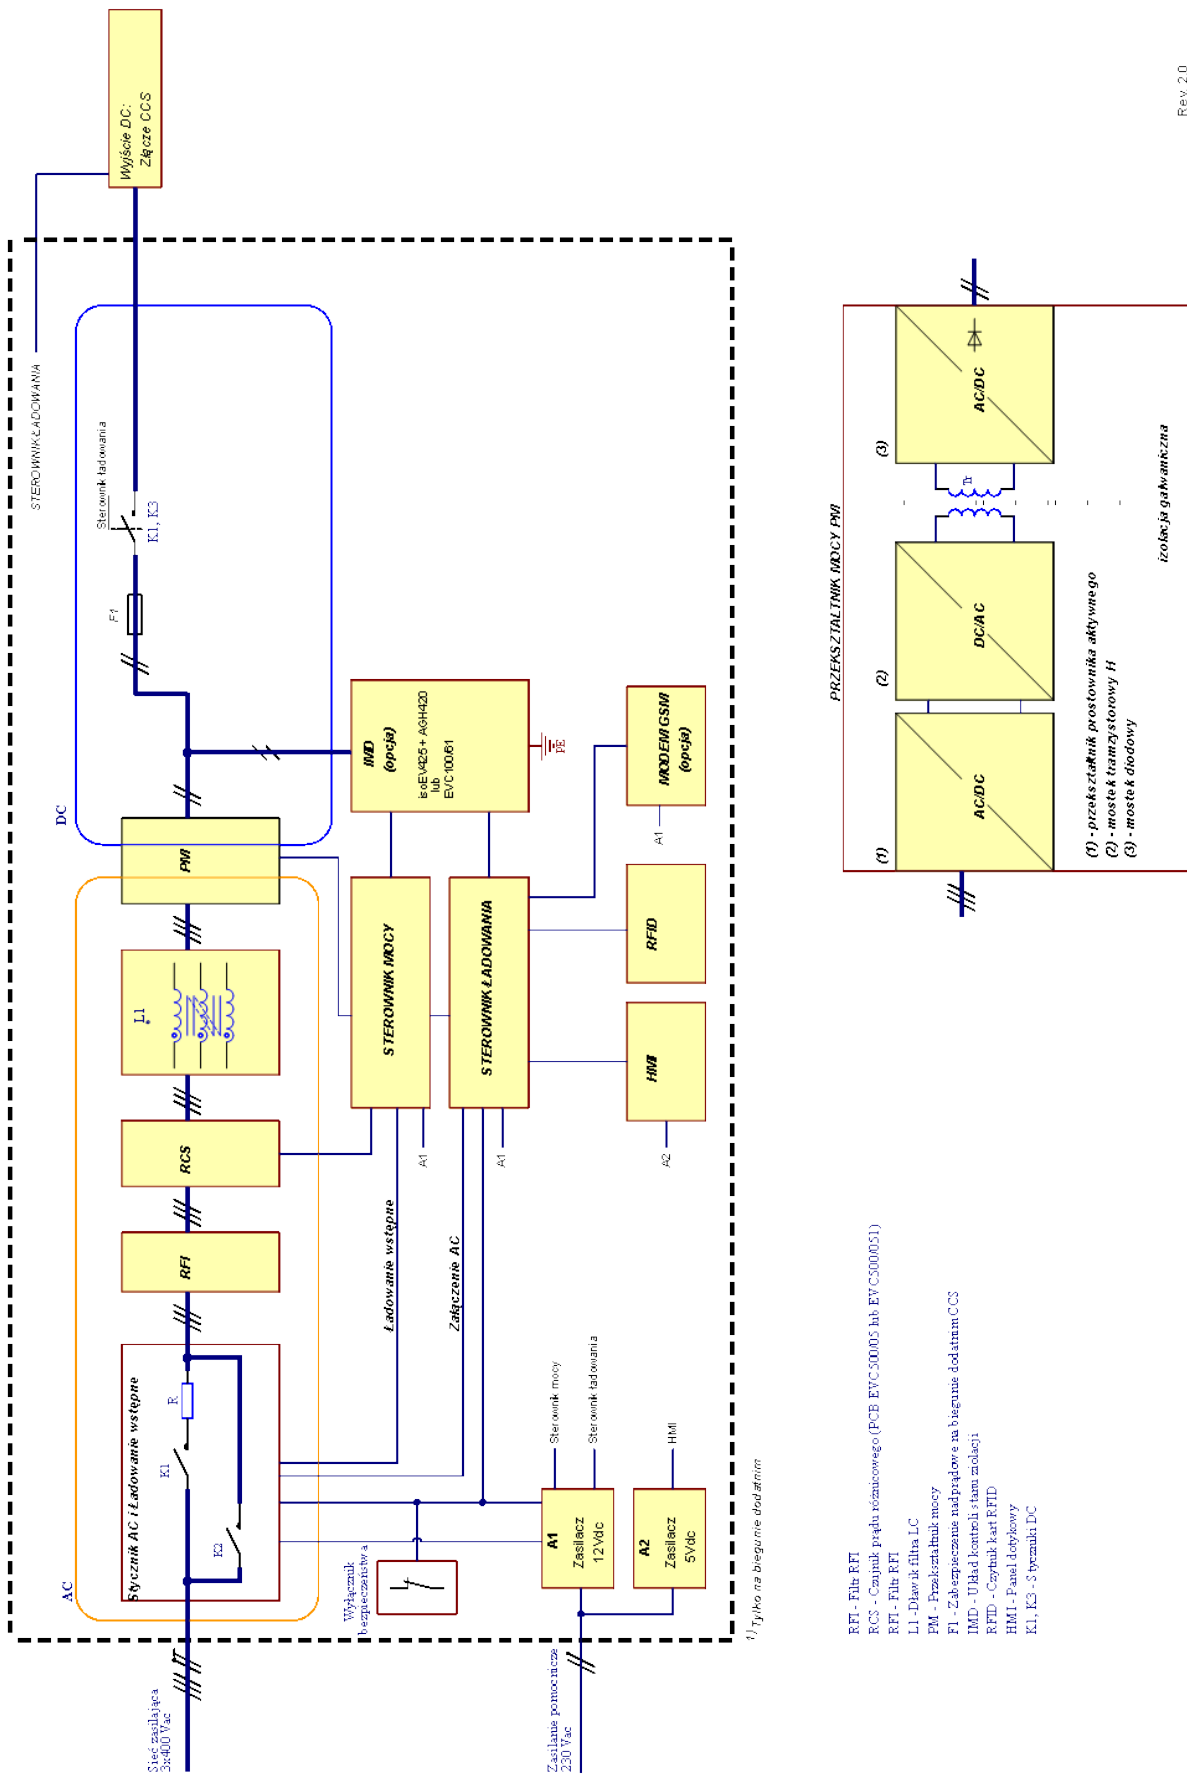 Sieć zasilająca
3x400 Vac
AC
Stycznik AC i Ładowanie wstępne
K1
R
K2
RFI
RCS
L1
PM
DC
F1
Sterownik ładowania
K1, K3
STEROWNIK ŁADOWANIA
Wyjście DC:
Złącze CCS
IMD
(opcja)
isoEV425 + AGH420
lub
EVC100/61
PE
STEROWNIK MOCY
A1
STEROWNIK ŁADOWANIA
A1
Ładowanie wstępne
Załączenie AC
MODEM GSM
(opcja)
A1
RFID
HMI
A2
Wyłącznik
bezpieczeństwa
A1
Zasilacz
12Vdc
Sterownik mocy
Sterownik ładowania
A2
Zasilacz
5Vdc
HMI
Zasilanie pomocnicze
230 Vac
1) Tylko na biegunie dodatnim
RFI - Filtr RFI
RCS - Czujnik prądu różnicowego (PCB EVC500/05 lub EVC500/051)
RFI - Filtr RFI
L1 - Dławik filtra LC
PM - Przekształtnik mocy
F1 - Zabezpieczenie nadprądowe na biegunie dodatnim CCS
IMD - Układ kontroli stanu izolacji
RFID - Czytnik kart RFID
HMI - Panel dotykowy
K1, K3 - Styczniki DC
PRZEKSZTAŁTNIK MOCY PM
(1)
AC/DC
(2)
DC/AC
Tr
(3)
AC/DC
(1) - przekształtnik prostownika aktywnego
(2) - mostek tranzystorowy H
(3) - mostek diodowy
izolacja galwaniczna
Rev. 2.0